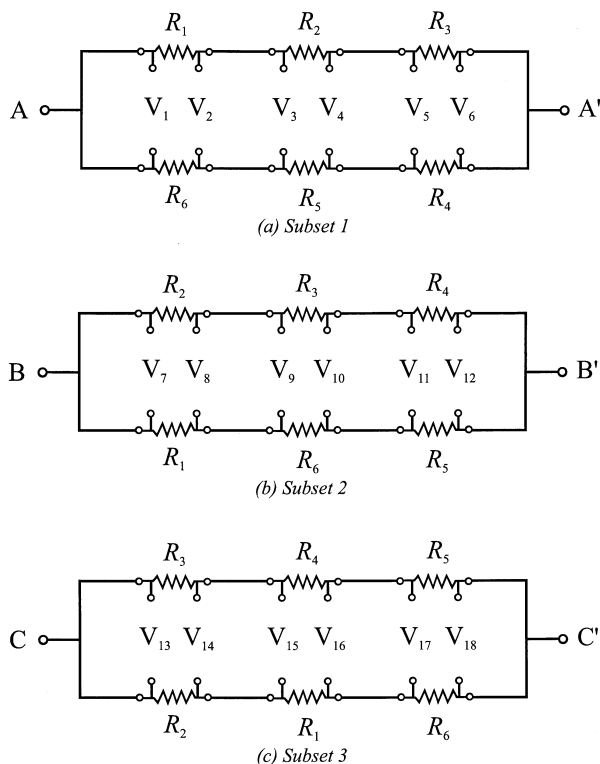 R₁ R₂ R₃
A V₁ V₂ V₃ V₄ V₅ V₆ A'
R₆ R₅ R₄
(a) Subset 1
R₂ R₃ R₄
B V₇ V₈ V₉ V₁₀ V₁₁ V₁₂ B'
R₁ R₆ R₅
(b) Subset 2
R₃ R₄ R₅
C V₁₃ V₁₄ V₁₅ V₁₆ V₁₇ V₁₈ C'
R₂ R₁ R₆
(c) Subset 3